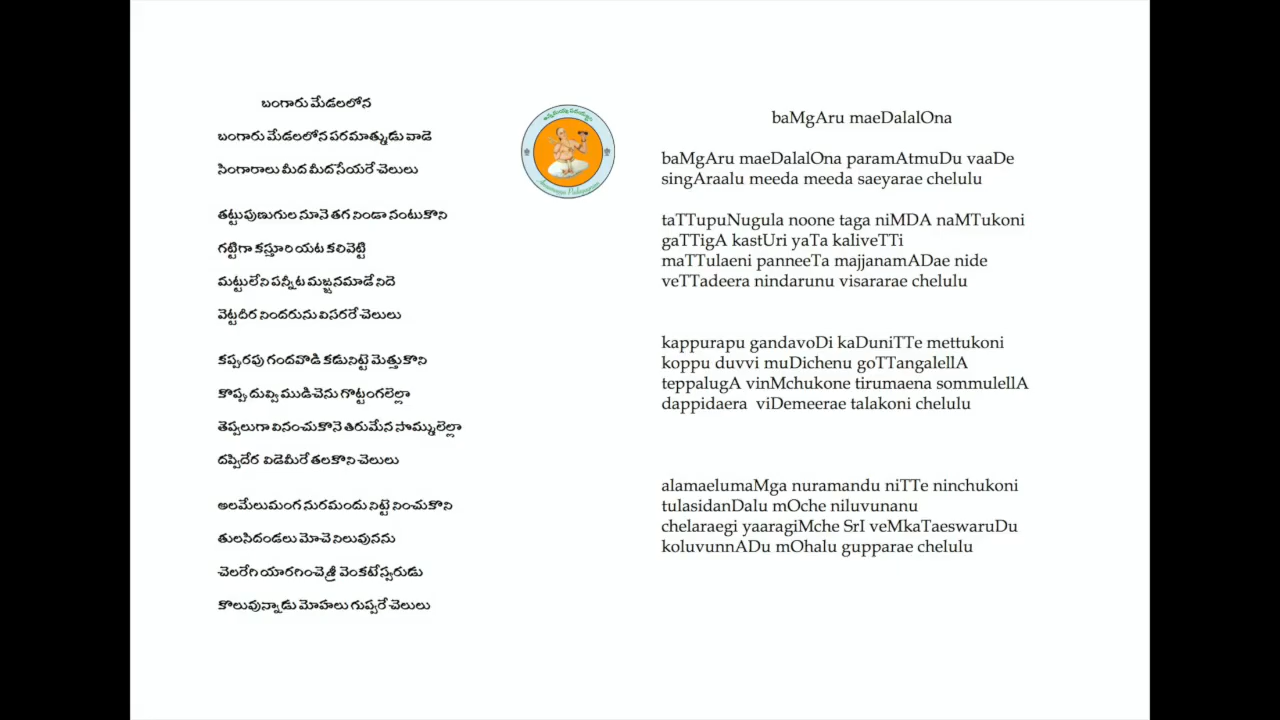 బంగారు మేడలలోన
బంగారు మేడలలోన పరమాత్ముడు వాడె
సింగారాలు మీద మీద సేయరే చెలులు
తట్టుపుణుగుల నూనె తగ నిండా నంటుకొని
గట్టిగా కస్తూరి యట కలివెట్టి
మట్టులేని పన్నీట మజ్జనమాడే నిదె
వెట్టదీర నిందరును విసరరే చెలులు
కప్పురపు గందవొడి కడునిట్టె మెత్తుకొని
కొప్పు దువ్వి ముడిచెను గొట్టంగలెల్లా
తెప్పలుగా వినంచుకొనె తిరుమేన సొమ్ములెల్లా
దప్పిదేర విడెమీరే తలకొని చెలులు
అలమేలుమంగ నురమందు నిట్టె నించుకొని
తులసిదండలు మోచె నిలువునను
చెలరేగి యారగించె శ్రీ వెంకటేస్వరుడు
కొలువున్నాడు మోహలు గుప్పరే చెలులు
baMgAru maeDalalOna
baMgAru maeDalalOna paramAtmuDu vaaDe
singAraalu meeda meeda saeyarae chelulu
taTTupuNugula noone taga niMDA naMTukoni
gaTTigA kastUri yaTa kaliveTTi
maTTulaeni panneeTa majjanamADae nide
veTTadeera nindarunu visararae chelulu
kappurapu gandavoDi kaDuniTTe mettukoni
koppu duvvi muDichenu goTTangalellA
teppalugA vinMchukone tirumaena sommulellA
dappidaera viDemeerae talakoni chelulu
alamaelumaMga nuramandu niTTe ninchukoni
tulasidanDalu mOche niluvunanu
chelaraegi yaaragiMche SrI veMkaTaeswaruDu
koluvunnADu mOhalu gupparae chelulu